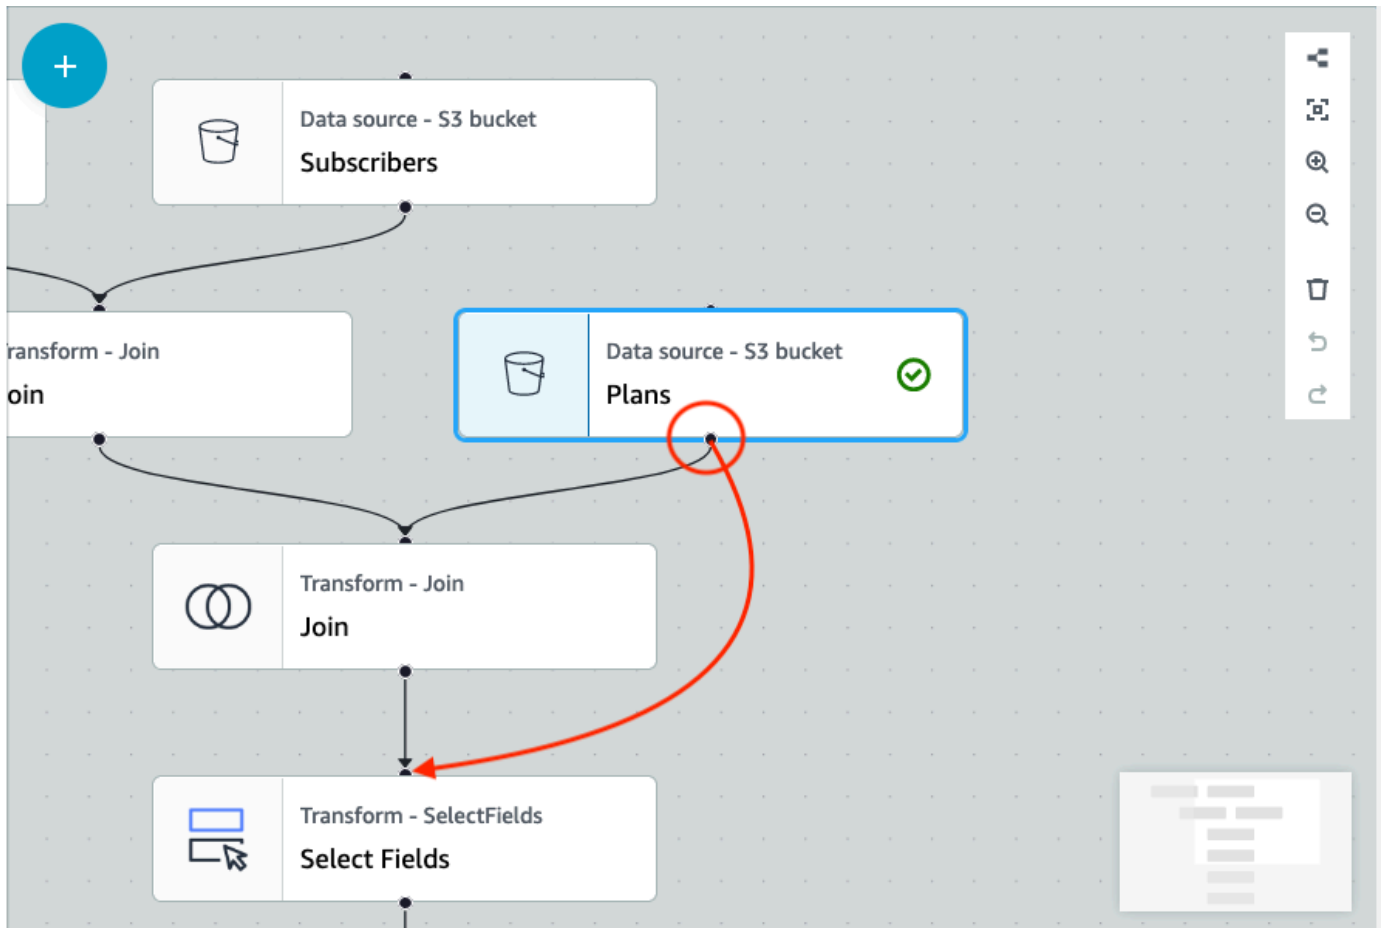 +
Data source - S3 bucket
Subscribers
ransform - Join
oin
Data source - S3 bucket
Plans
Transform - Join
Join
Transform - SelectFields
Select Fields